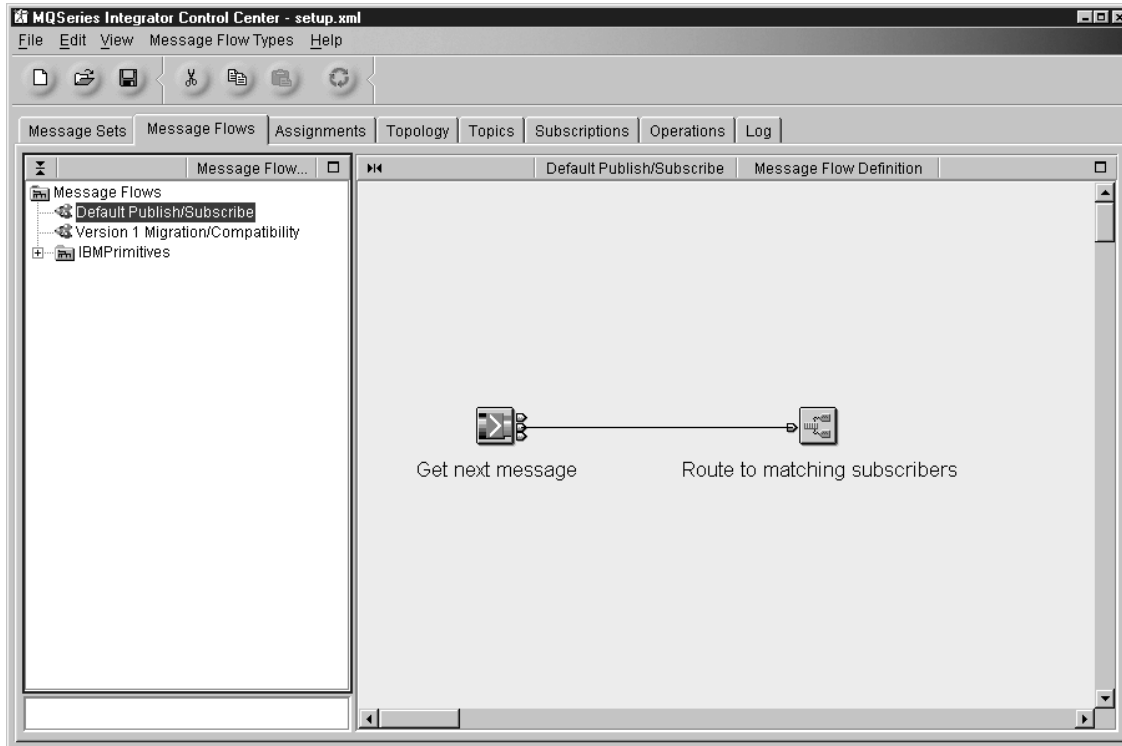 MQSeries Integrator Control Center - setup.xml
File Edit View Message Flow Types Help
Message Sets Message Flows Assignments Topology Topics Subscriptions Operations Log
Message Flow... Default Publish/Subscribe Message Flow Definition
Message Flows
Default Publish/Subscribe
Version 1 Migration/Compatibility
IBMPrimitives
Get next message Route to matching subscribers